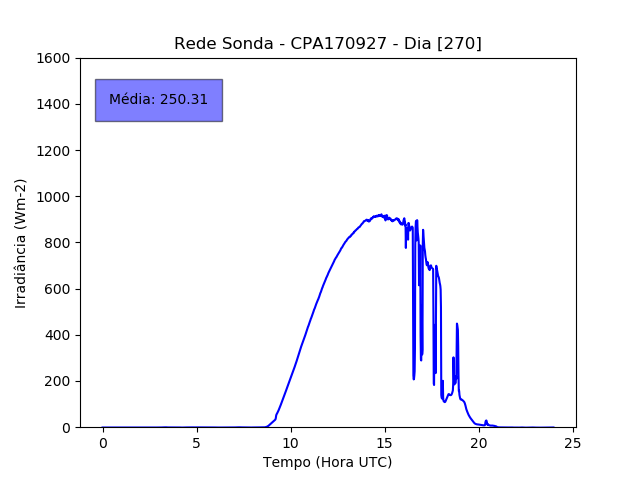 Rede Sonda - CPA170927 - Dia [270]
1600
1400
1200
1000
800
600
400
200
0
Média: 250.31
Irradiância (Wm-2)
0 5 10 15 20 25
Tempo (Hora UTC)